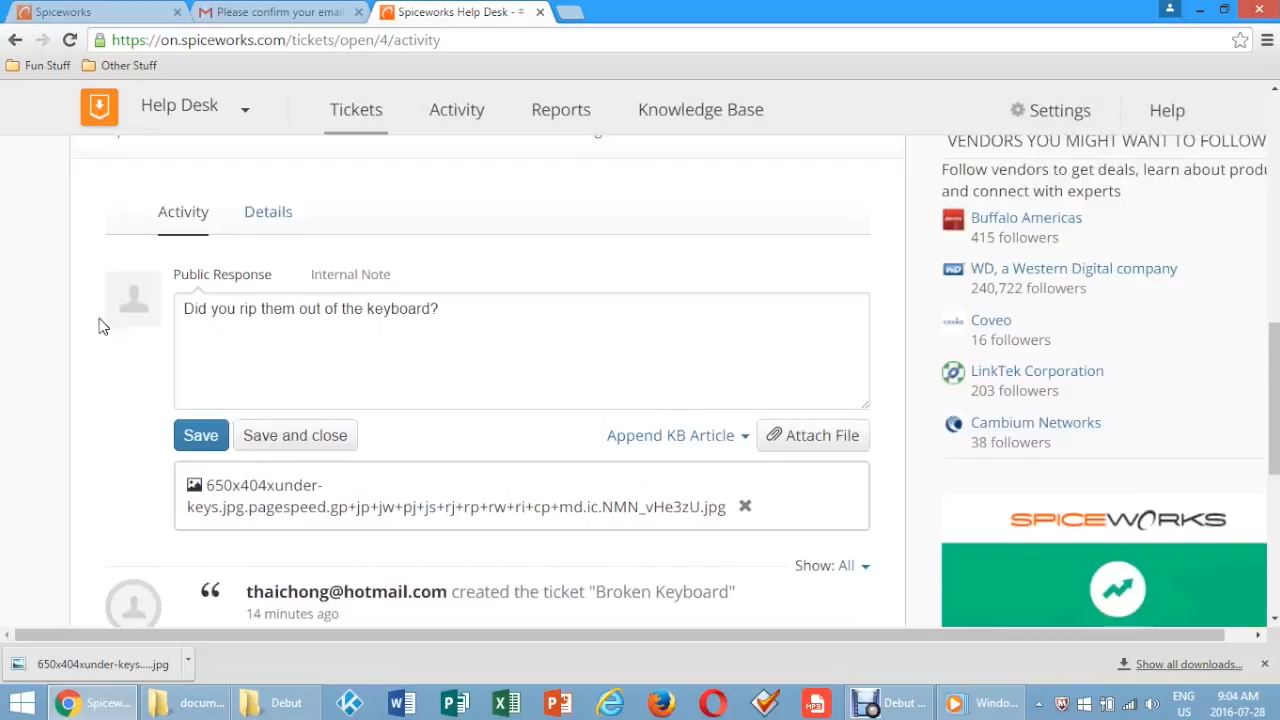 Spiceworks
Please confirm your email
Spiceworks Help Desk -
https://on.spiceworks.com/tickets/open/4/activity
Fun Stuff
Other Stuff
Help Desk
Tickets
Activity
Reports
Knowledge Base
Settings
Help
Activity
Details
Public Response
Internal Note
Did you rip them out of the keyboard?
Save
Save and close
Append KB Article
Attach File
650x404xunder-
keys.jpg.pagespeed.gp+jp+jw+pj+js+rj+rp+rw+ri+cp+md.ic.NMN_vHe3zU.jpg
Show: All
thaichong@hotmail.com created the ticket "Broken Keyboard"
14 minutes ago
VENDORS YOU MIGHT WANT TO FOLLOW
Follow vendors to get deals, learn about produ
and connect with experts
Buffalo Americas
415 followers
WD, a Western Digital company
240,722 followers
Coveo
16 followers
LinkTek Corporation
203 followers
Cambium Networks
38 followers
SPICEWORKS
650x404xunder-keys.....jpg
Show all downloads...
Spicew...
docum...
Debut
Debut ...
Windo...
ENG
US
9:04 AM
2016-07-28